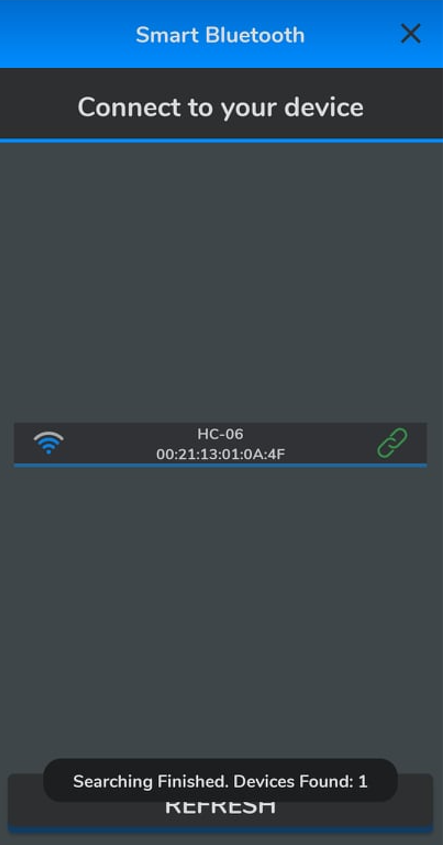 Smart Bluetooth
Connect to your device
HC-06
00:21:13:01:0A:4F
Searching Finished. Devices Found: 1
REFRESH